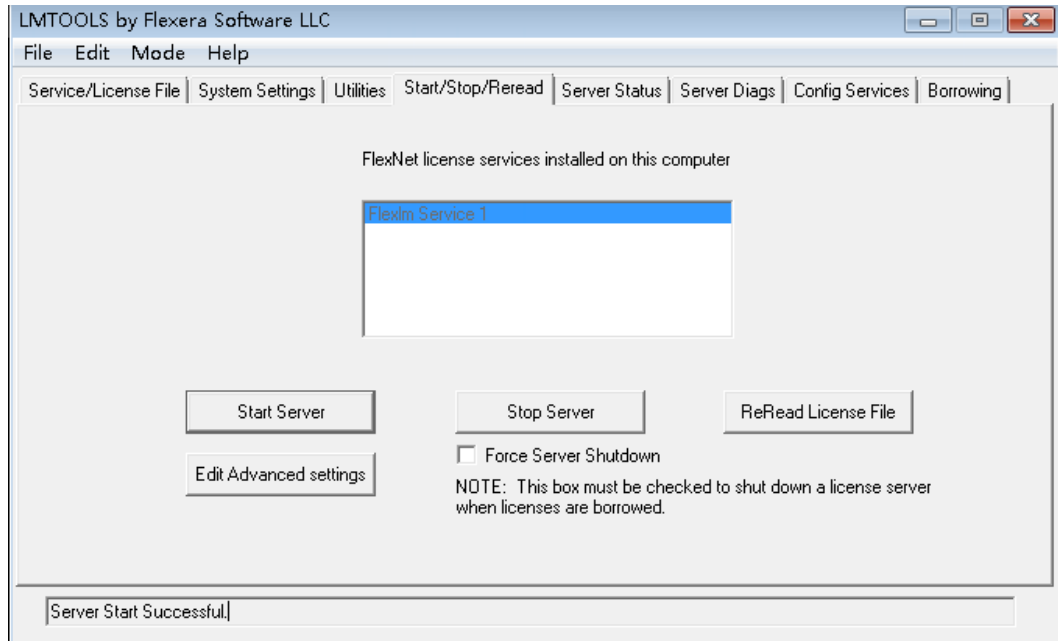 LMTOOLS by Flexera Software LLC
File Edit Mode Help
Service/License File System Settings Utilities Start/Stop/Reread Server Status Server Diags Config Services Borrowing
FlexNet license services installed on this computer
Flexlm Service 1
Start Server Stop Server ReRead License File
Force Server Shutdown
Edit Advanced settings
NOTE: This box must be checked to shut down a license server
when licenses are borrowed.
Server Start Successful.